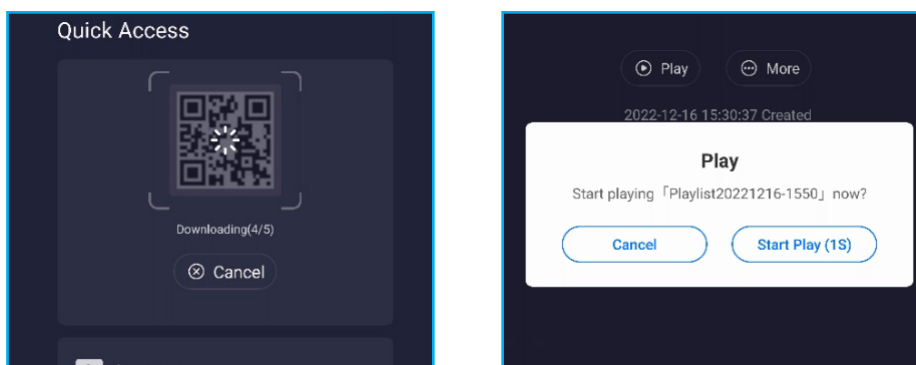 Quick Access
Downloading(4/5)
Cancel
Play
More
2022-12-16 15:30:37 Created
Play
Start playing「Playlist20221216-1550」now?
Cancel
Start Play (1S)